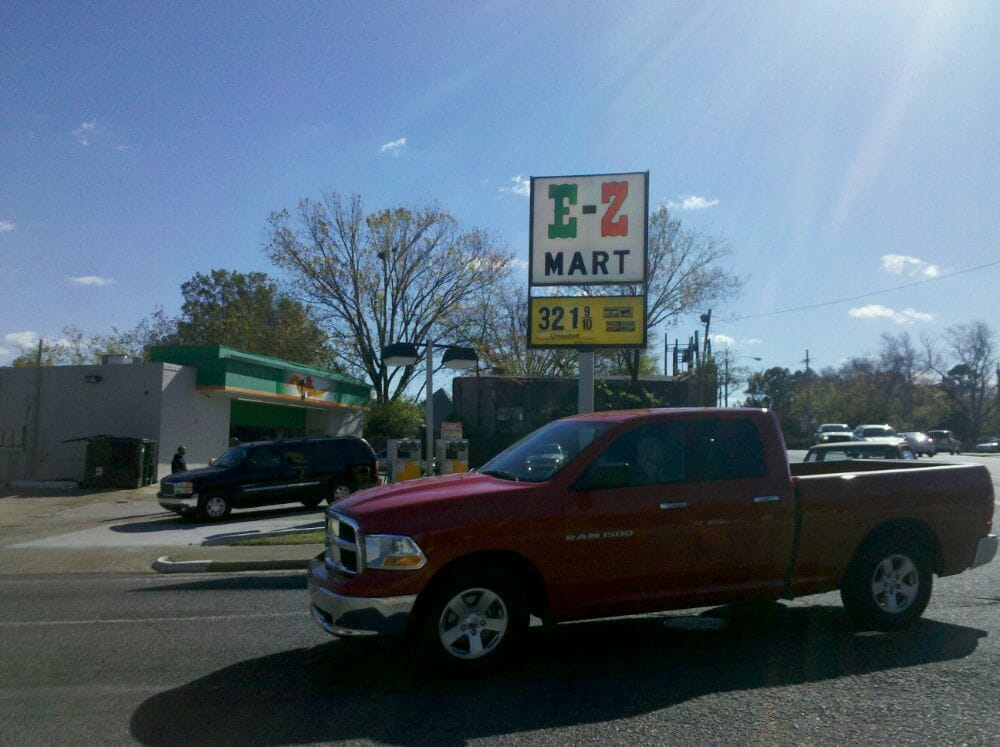 E-Z
MART
321 9/10
Unleaded
RAM 1500